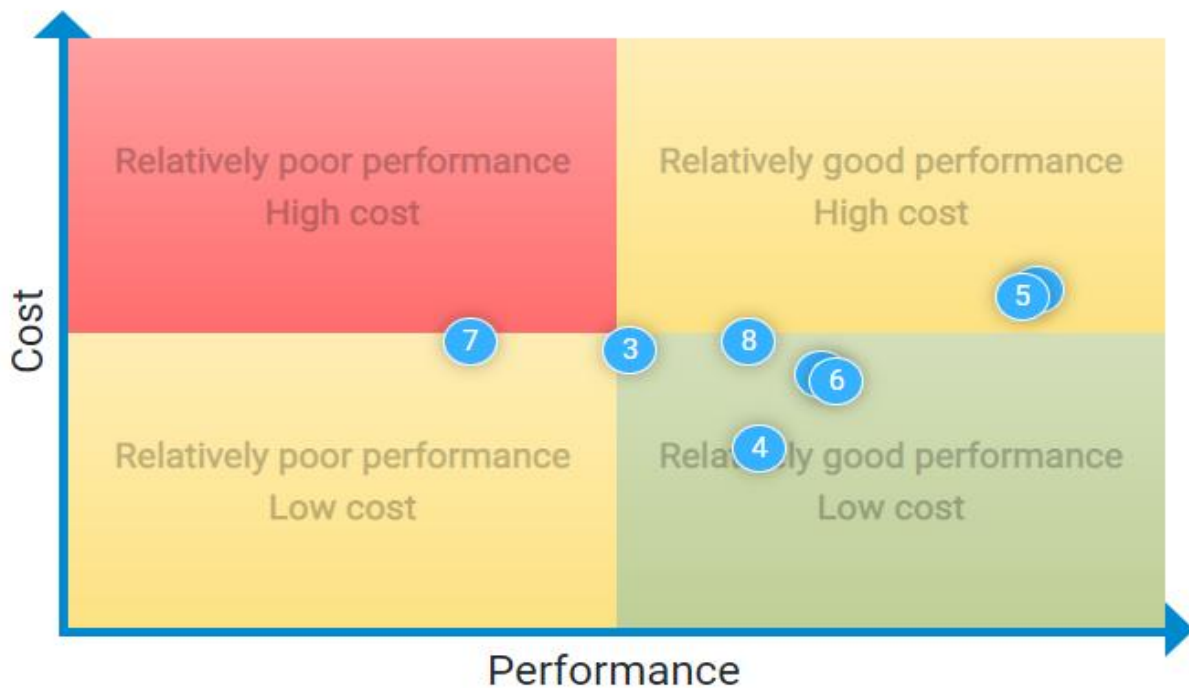 Relatively poor performance
High cost
Relatively good performance
High cost
5
Cost
7
3
8
6
4
Relatively poor performance
Low cost
Relatively good performance
Low cost
Performance